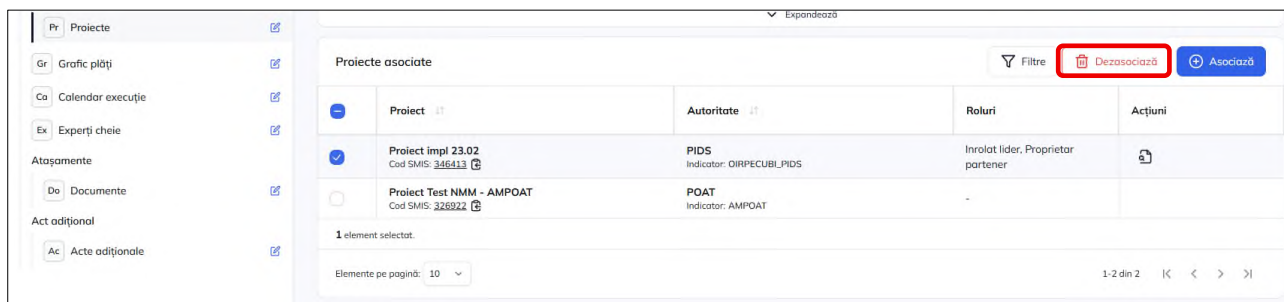 Pr Proiecte
Gr Grafic plăți
Ca Calendar execuție
Ex Experți cheie
Atașamente
Do Documente
Act adițional
Ac Acte adiționale
Expandează
Proiecte asociate
Filtre
Dezasociază
Asociază
Proiect Autoritate Roluri Acțiuni
Proiect impl 23.02 PIDS Inrolat lider, Proprietar
Cod SMIS: 346413 Indicator: OIRPECUBI_PIDS partener
Proiect Test NMM - AMPOAT POAT -
Cod SMIS: 326922 Indicator: AMPOAT
1 element selectat.
Elemente pe pagină: 10 1-2 din 2